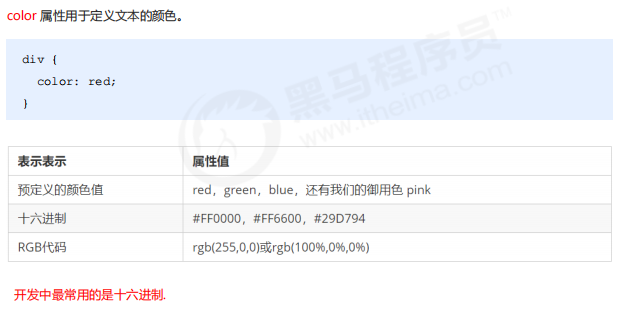 color 属性用于定义文本的颜色。
div {
color: red;
}
表示表示 属性值
预定义的颜色值 red，green，blue，还有我们的御用色 pink
十六进制 #FF0000，#FF6600，#29D794
RGB代码 rgb(255,0,0)或rgb(100%,0%,0%)
开发中最常用的是十六进制.
黑马程序员™
www.itheima.com